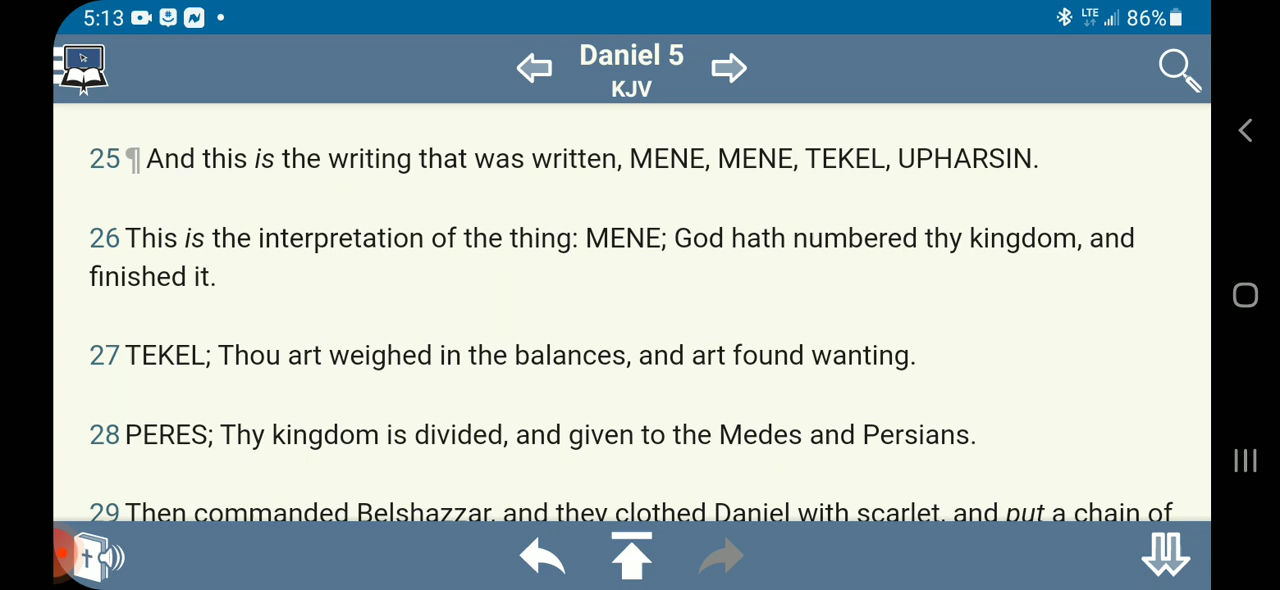 5:13
LTE
86%
Daniel 5
KJV
25 ¶ And this is the writing that was written, MENE, MENE, TEKEL, UPHARSIN.
26 This is the interpretation of the thing: MENE; God hath numbered thy kingdom, and
finished it.
27 TEKEL; Thou art weighed in the balances, and art found wanting.
28 PERES; Thy kingdom is divided, and given to the Medes and Persians.
29 Then commanded Belshazzar, and they clothed Daniel with scarlet, and put a chain of